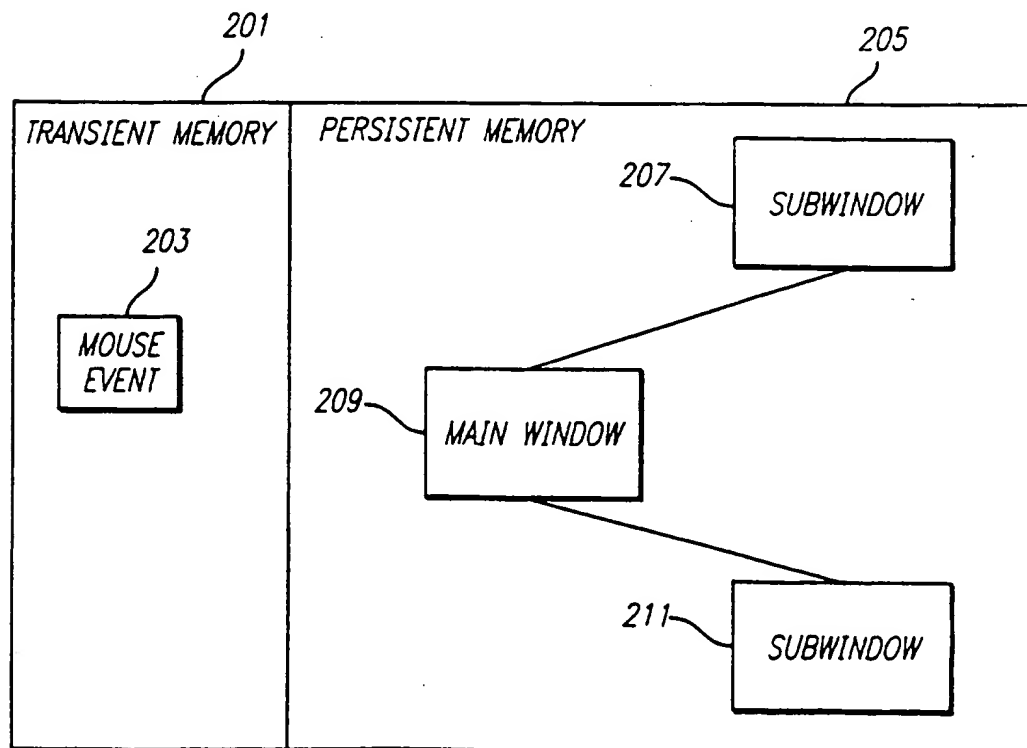 201
205
TRANSIENT MEMORY
PERSISTENT MEMORY
207
SUBWINDOW
203
MOUSE
EVENT
209
MAIN WINDOW
211
SUBWINDOW